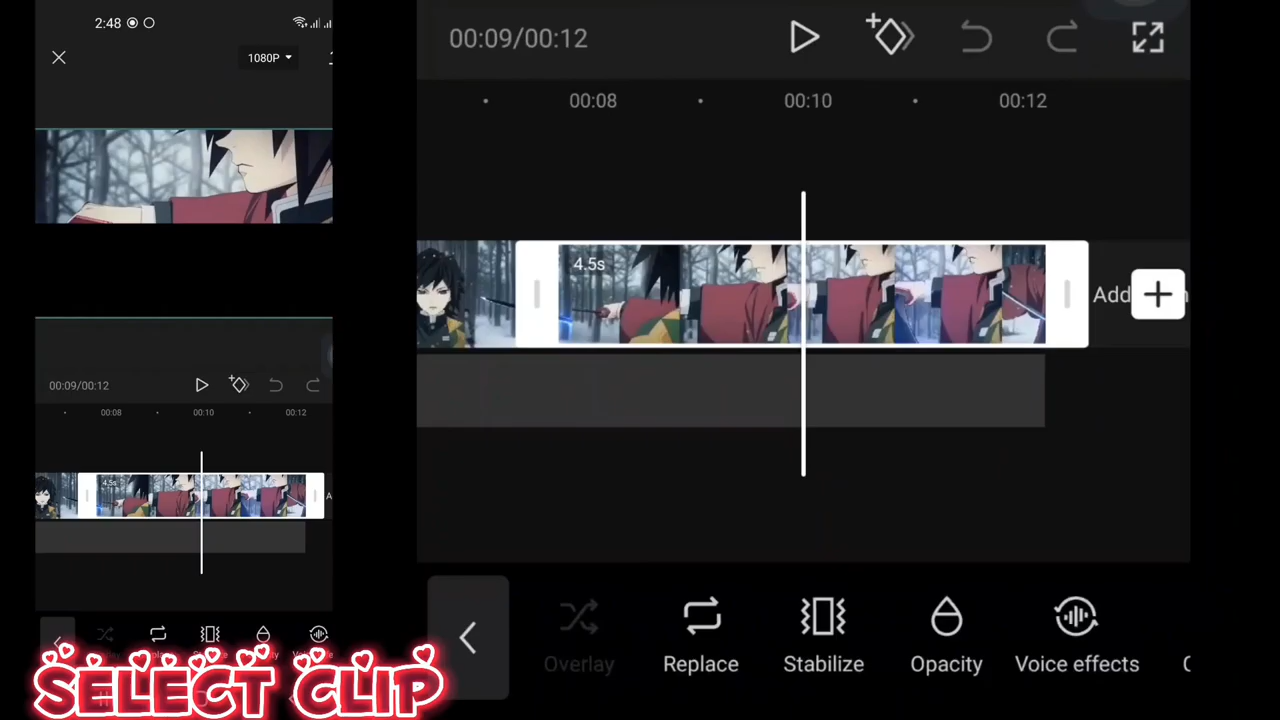 2:48
1080P
00:09/00:12
00:08
00:10
00:12
4.5s
00:09/00:12
00:08
00:10
00:12
4.5s
Add
Overlay
Replace
Stabilize
Opacity
Voice effects
SELECT CLIP